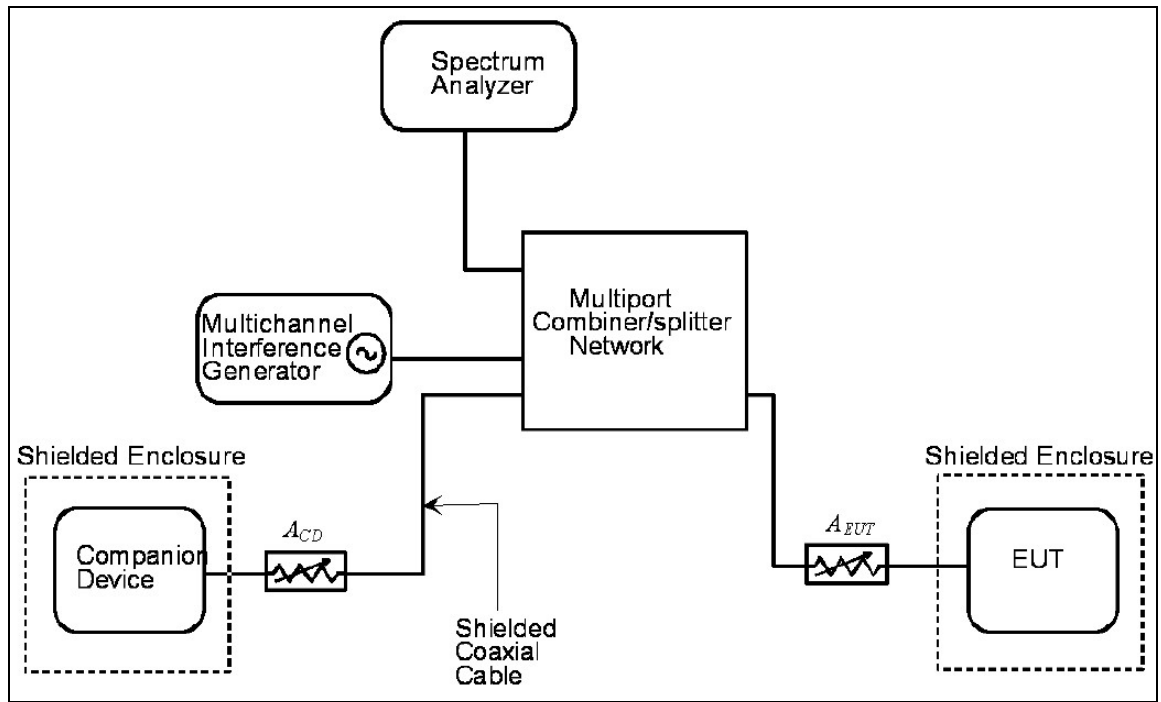 Spectrum
Analyzer
Multiport
Combiner/splitter
Network
Multichannel
Interference
Generator
Shielded Enclosure
Companion
Device
A_CD
Shielded
Coaxial
Cable
Shielded Enclosure
A_EUT
EUT